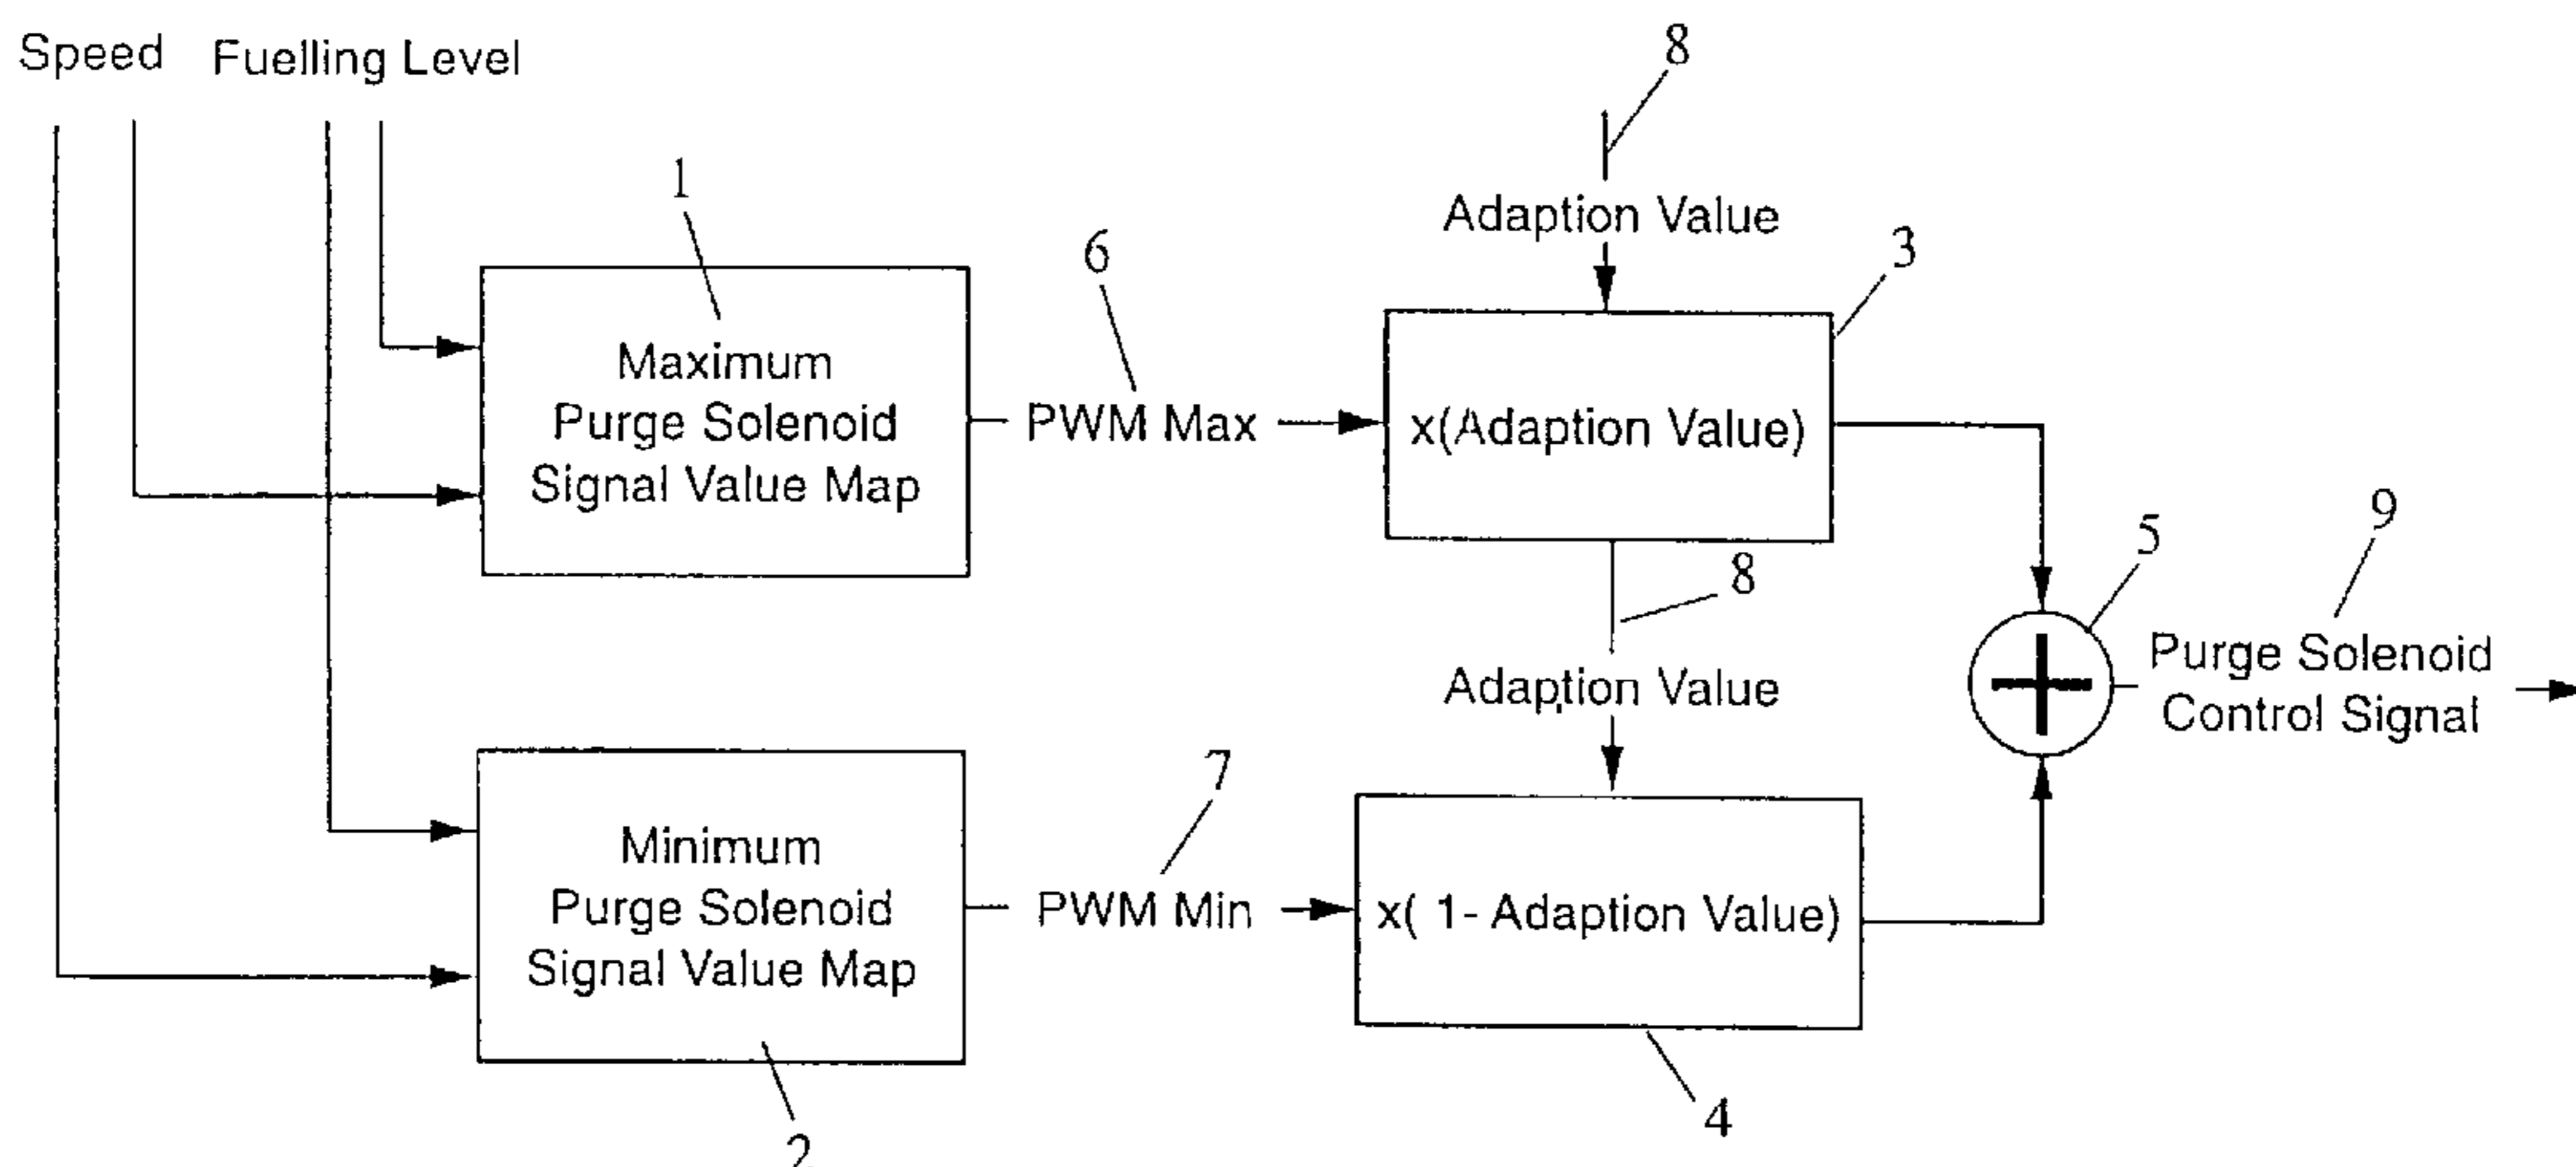 Speed Fuelling Level
8
1
Adaption Value
6
3
Maximum
Purge Solenoid
Signal Value Map
PWM Max
x(Adaption Value)
8
5
9
Adaption Value
Purge Solenoid
Control Signal
7
Minimum
Purge Solenoid
Signal Value Map
PWM Min
x( 1- Adaption Value)
4
2